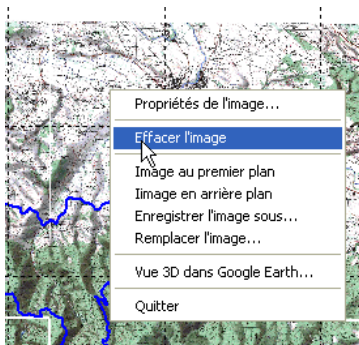 Propriétés de l'image...
Effacer l'image
Image au premier plan
Iimage en arrière plan
Enregistrer l'image sous...
Remplacer l'image...
Vue 3D dans Google Earth...
Quitter